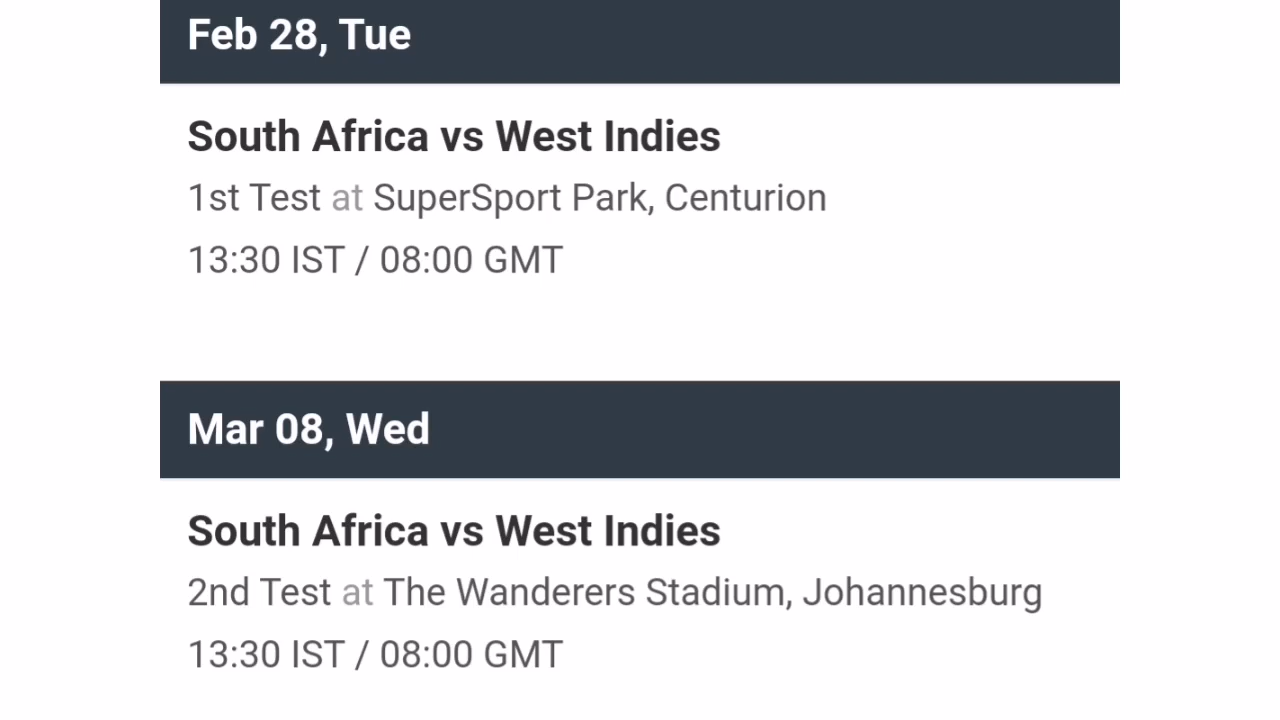 Feb 28, Tue
South Africa vs West Indies
1st Test at SuperSport Park, Centurion
13:30 IST / 08:00 GMT
Mar 08, Wed
South Africa vs West Indies
2nd Test at The Wanderers Stadium, Johannesburg
13:30 IST / 08:00 GMT